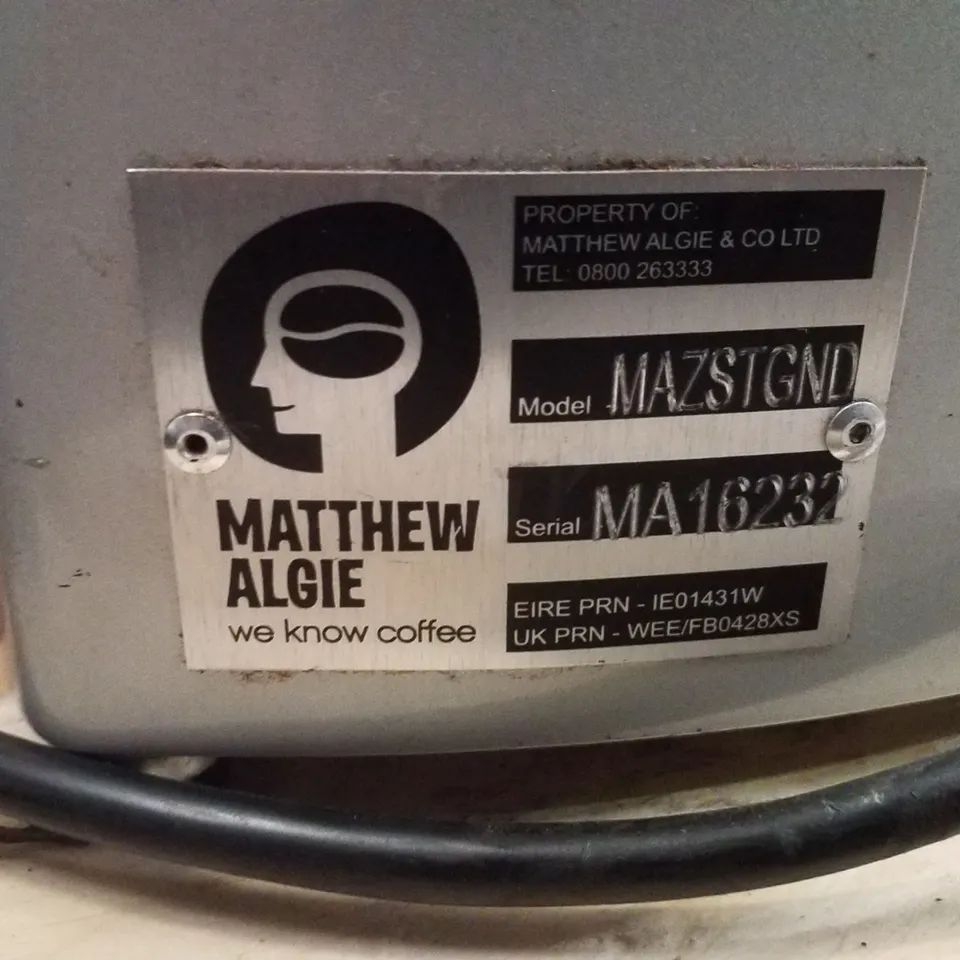 PROPERTY OF:
MATTHEW ALGIE & CO LTD
TEL: 0800 263333
Model MAZSTGND
Serial MA16232
EIRE PRN - IE01431W
UK PRN - WEE/FB0428XS
MATTHEW
ALGIE
we know coffee